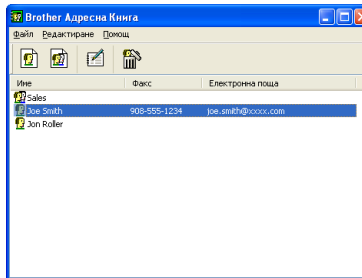 Brother Адресна Книга
Файл Редактиране Помощ
Име Факс Електронна поща
Sales
Joe Smith 908-555-1234 joe.smith@xxxx.com
Jon Roller